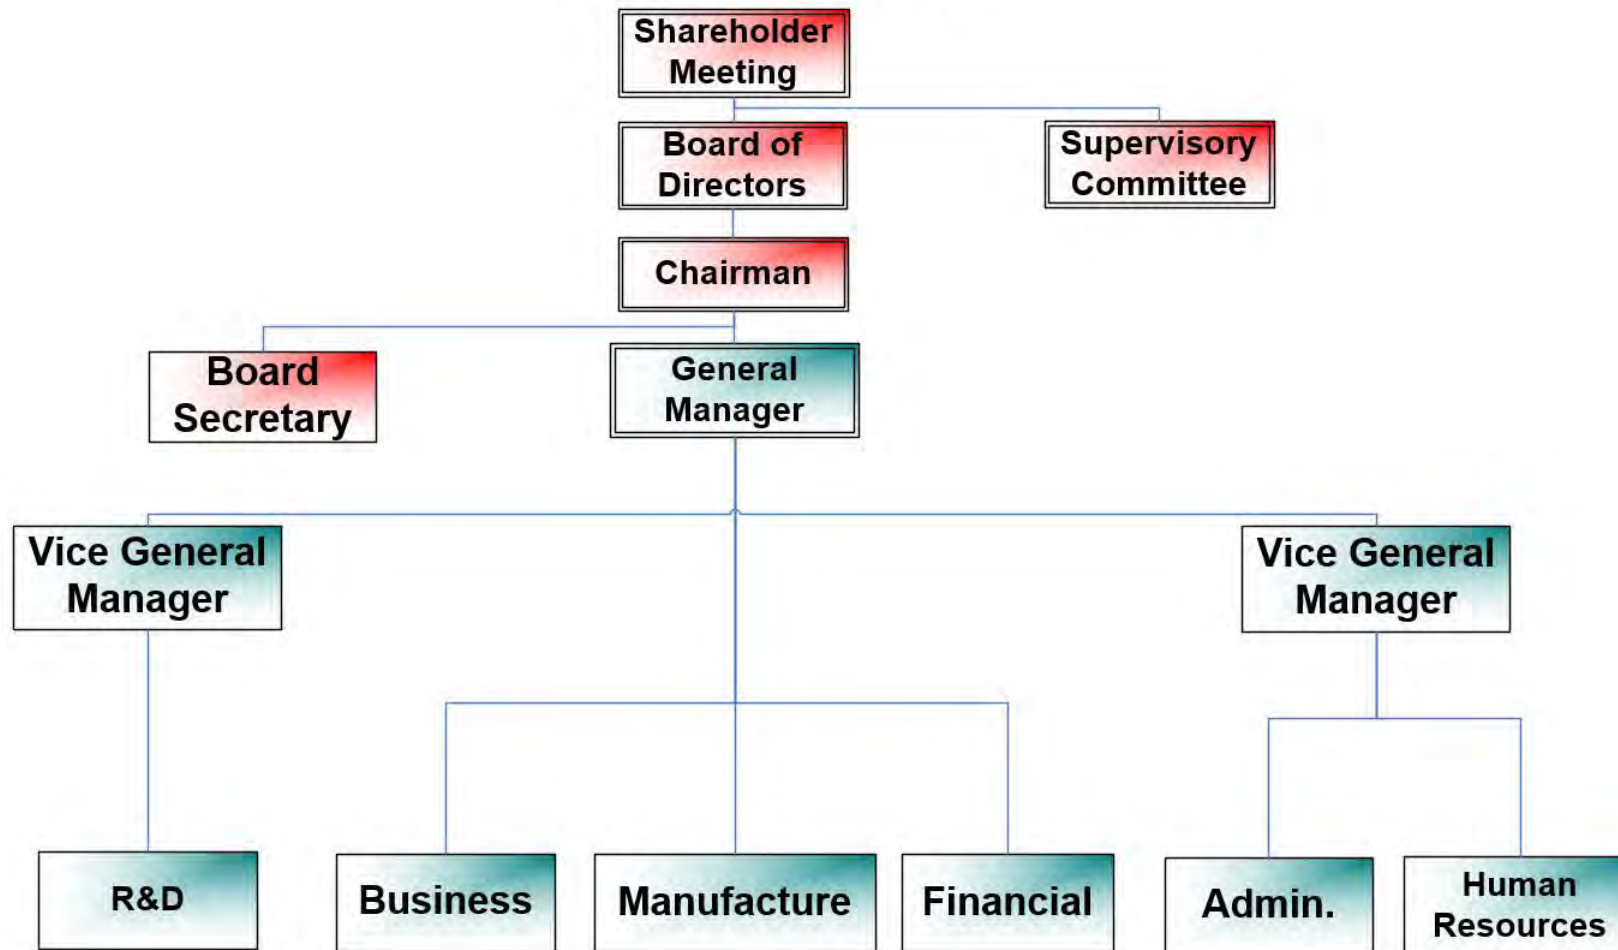 Shareholder
Meeting
Board of
Directors
Supervisory
Committee
Chairman
Board
Secretary
General
Manager
Vice General
Manager
Vice General
Manager
R&D
Business
Manufacture
Financial
Admin.
Human
Resources